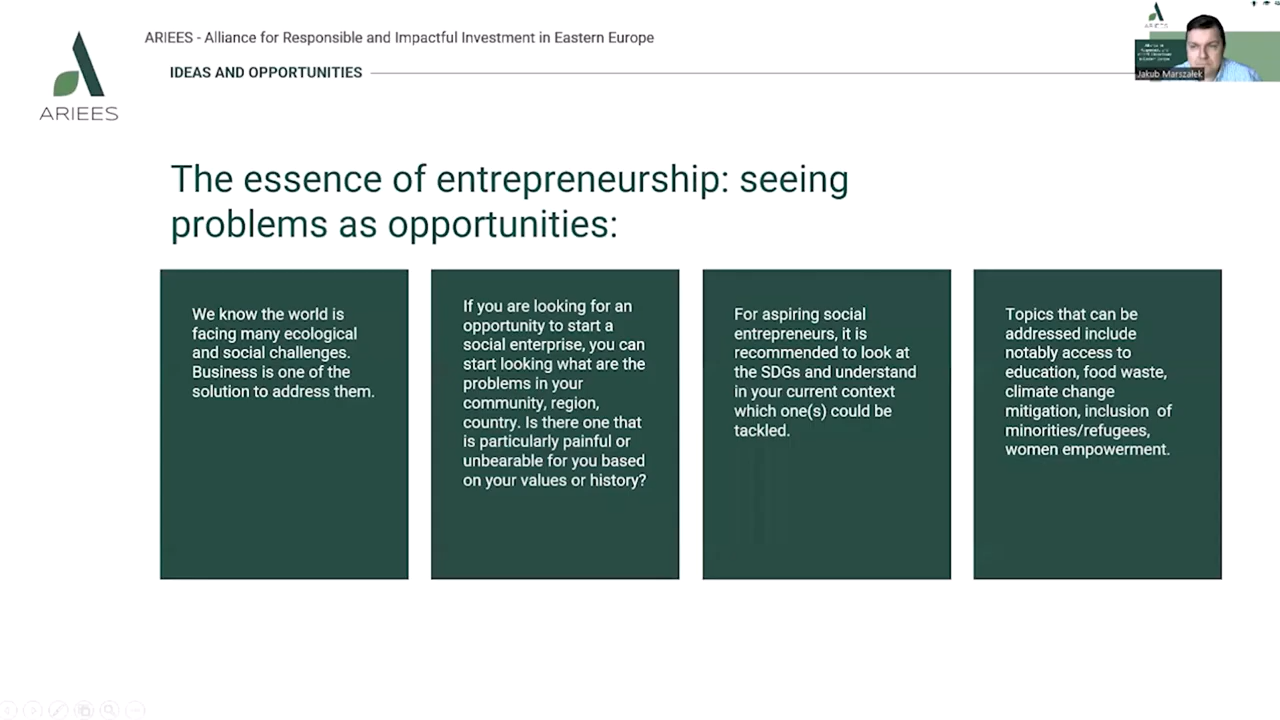 ARIEES - Alliance for Responsible and Impactful Investment in Eastern Europe
IDEAS AND OPPORTUNITIES
ARIEES
Jakub Marszałek
The essence of entrepreneurship: seeing
problems as opportunities:
We know the world is
facing many ecological
and social challenges.
Business is one of the
solution to address them.
If you are looking for an
opportunity to start a
social enterprise, you can
start looking what are the
problems in your
community, region,
country. Is there one that
is particularly painful or
unbearable for you based
on your values or history?
For aspiring social
entrepreneurs, it is
recommended to look at
the SDGs and understand
in your current context
which one(s) could be
tackled.
Topics that can be
addressed include
notably access to
education, food waste,
climate change
mitigation, inclusion of
minorities/refugees,
women empowerment.